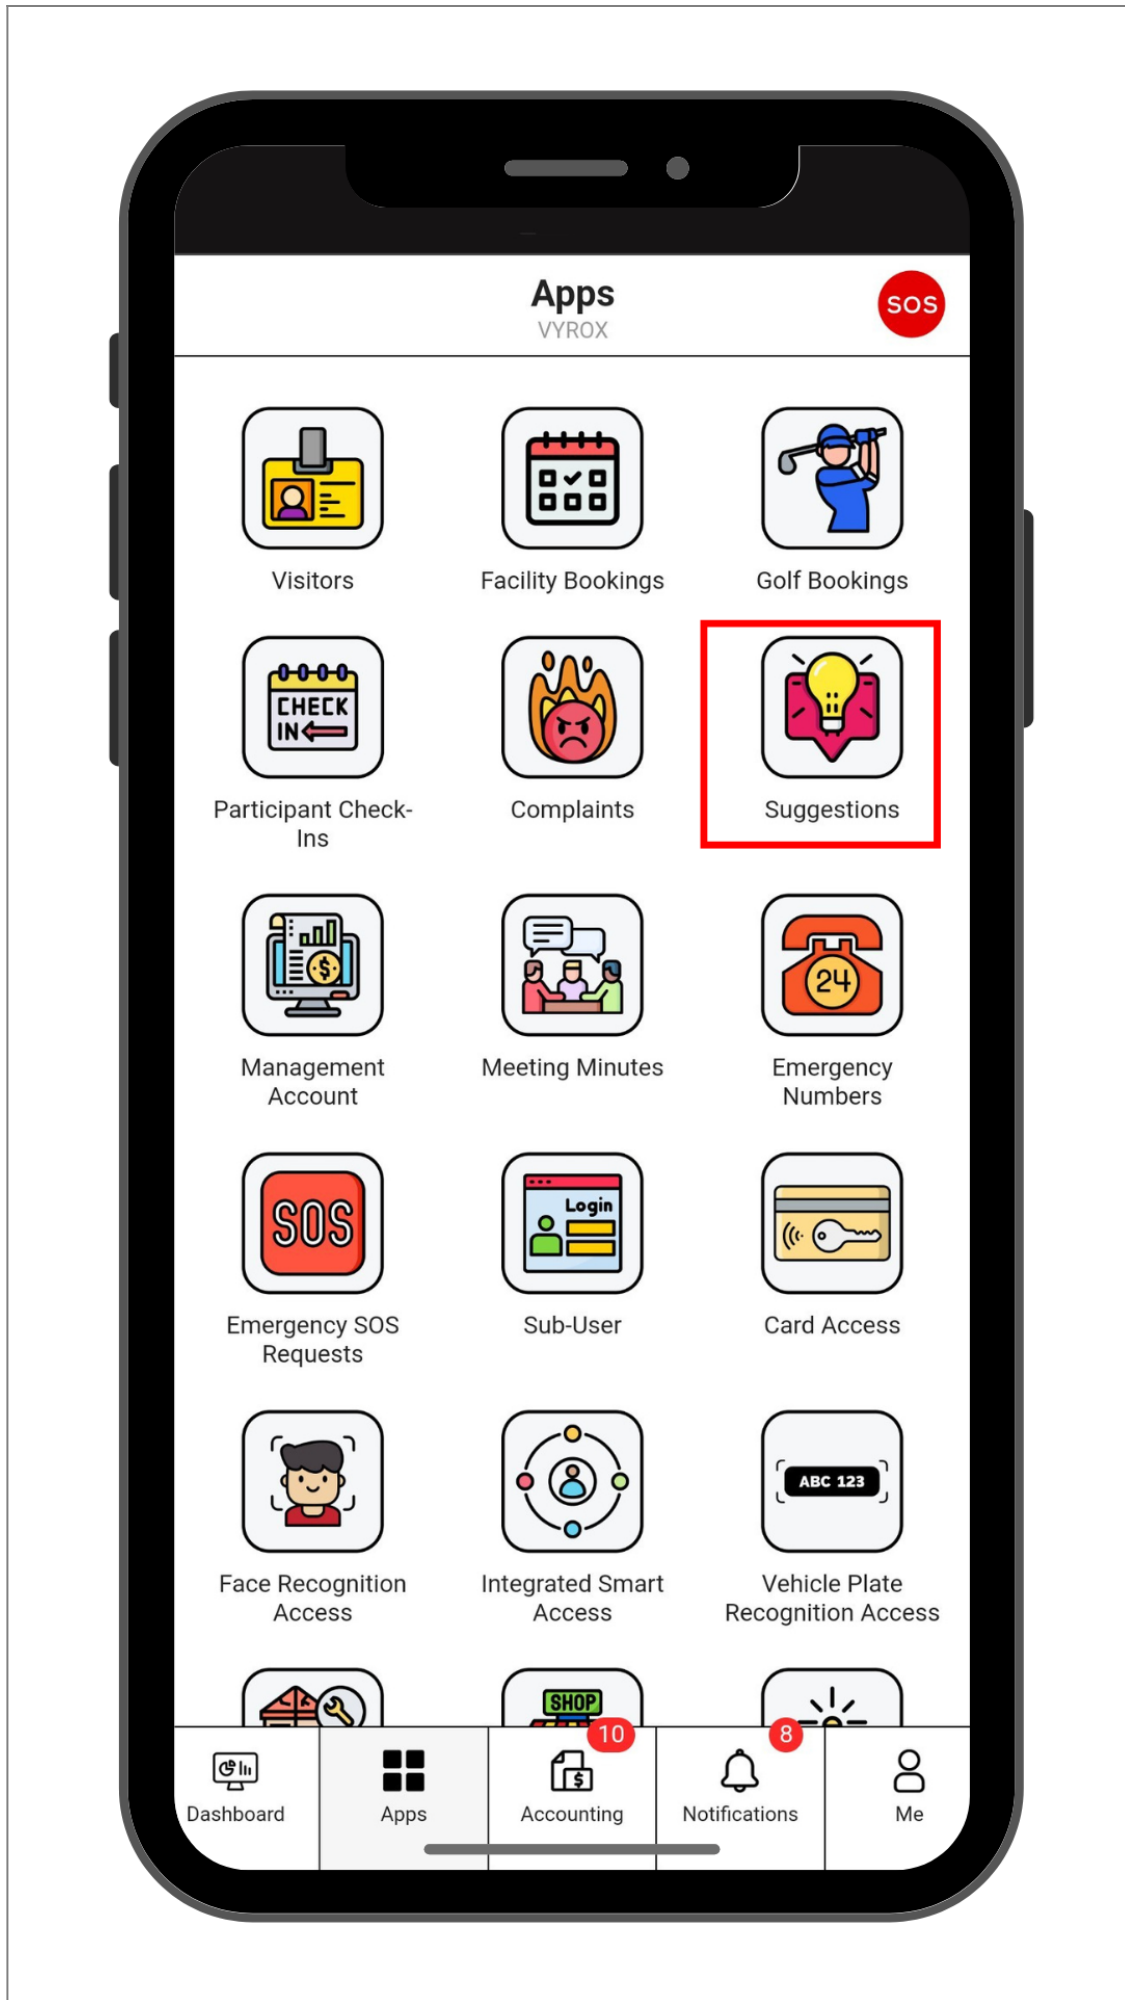 Apps
VYROX
SOS
Visitors
Facility Bookings
Golf Bookings
CHECK
IN
Participant Check-
Ins
Complaints
Suggestions
$
Management
Account
Meeting Minutes
24
Emergency
Numbers
SOS
Emergency SOS
Requests
Login
Sub-User
Card Access
Face Recognition
Access
Integrated Smart
Access
ABC 123
Vehicle Plate
Recognition Access
SHOP
Dashboard
Apps
10
$
Accounting
8
Notifications
Me